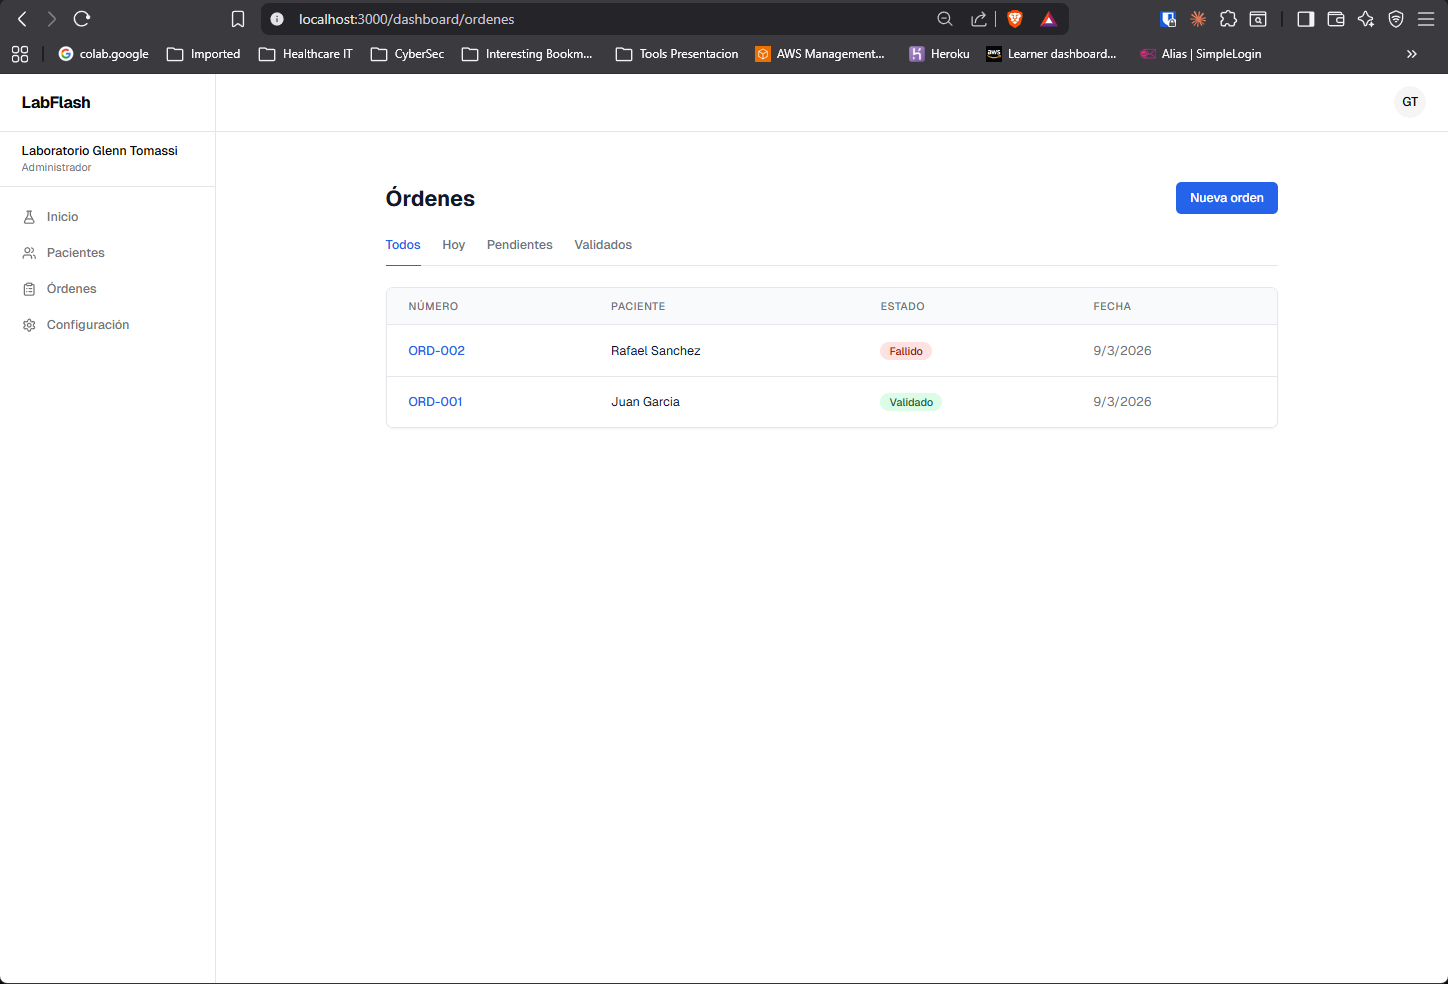 localhost:3000/dashboard/ordenes
colab.google
Imported
Healthcare IT
CyberSec
Interesting Bookm...
Tools Presentacion
AWS Management...
Heroku
aws
Learner dashboard...
Alias | SimpleLogin
LabFlash
GT
Laboratorio Glenn Tomassi
Administrador
Inicio
Pacientes
Órdenes
Configuración
Órdenes
Nueva orden
Todos Hoy Pendientes Validados
NÚMERO PACIENTE ESTADO FECHA
ORD-002 Rafael Sanchez Fallido 9/3/2026
ORD-001 Juan Garcia Validado 9/3/2026